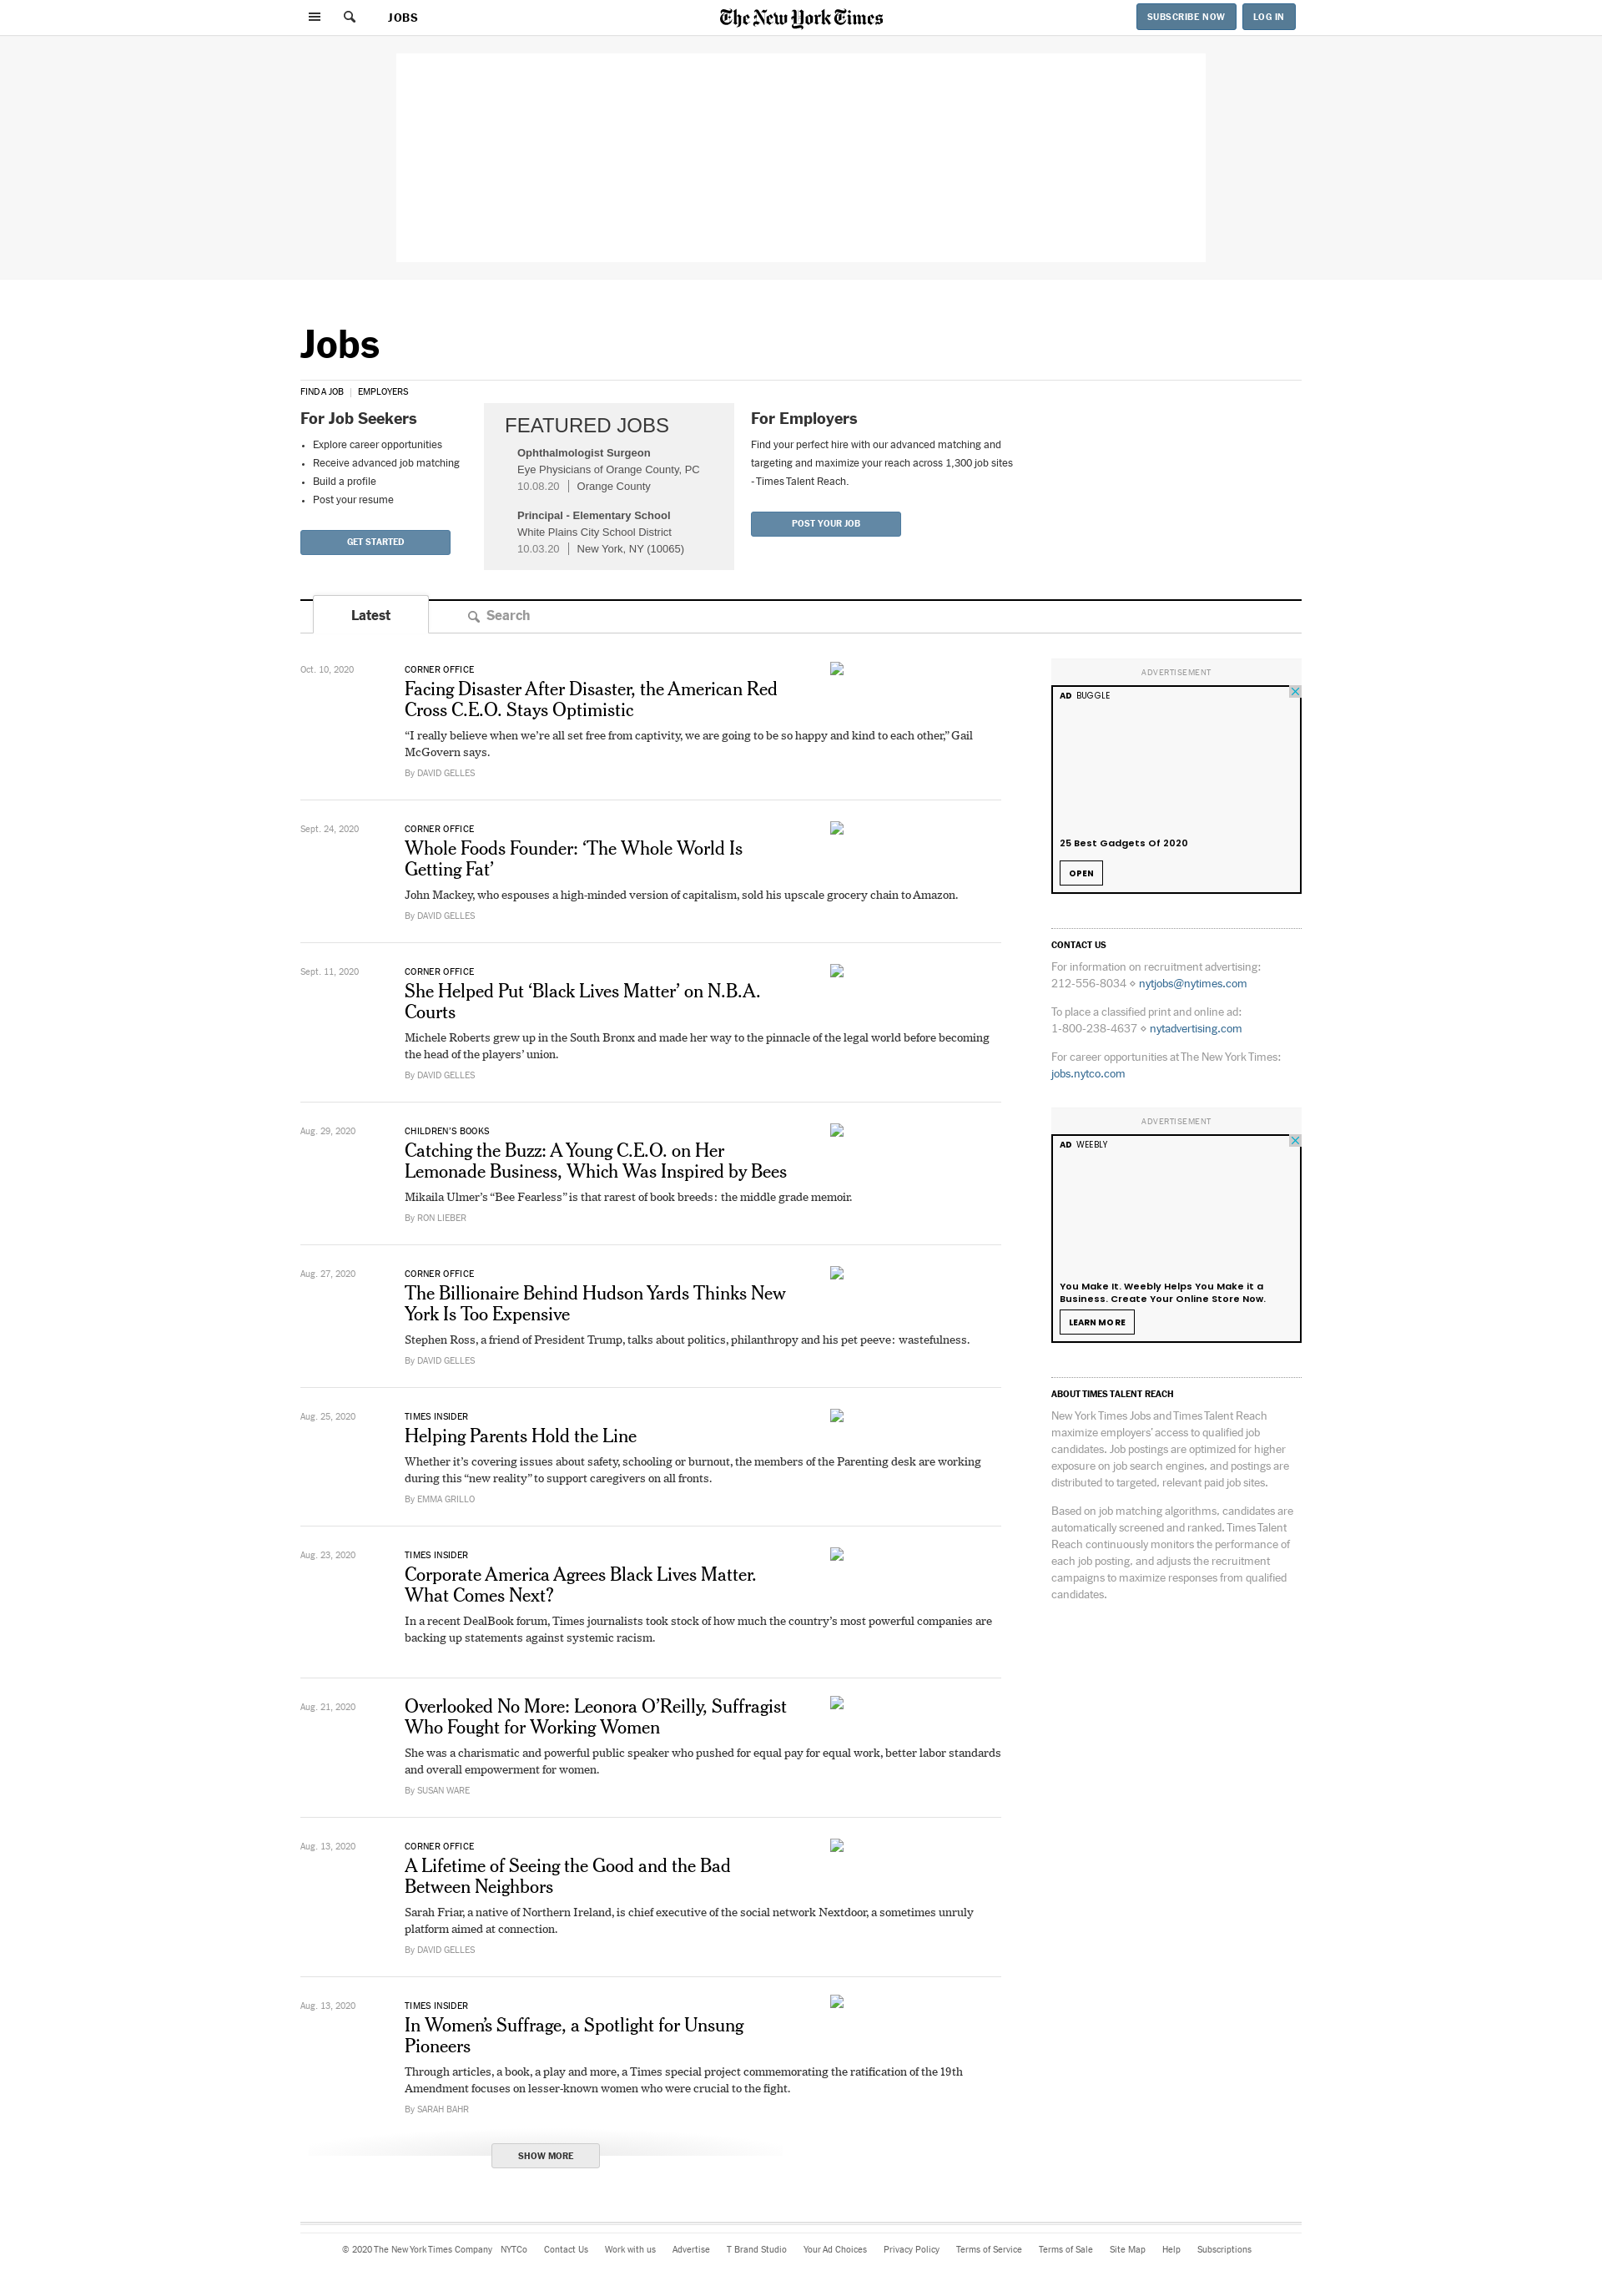 JOBS
The New York Times
SUBSCRIBE NOW
LOG IN
Jobs
FIND A JOB | EMPLOYERS
For Job Seekers
• Explore career opportunities
• Receive advanced job matching
• Build a profile
• Post your resume
GET STARTED
FEATURED JOBS
Ophthalmologist Surgeon
Eye Physicians of Orange County, PC
10.08.20 | Orange County
Principal - Elementary School
White Plains City School District
10.03.20 | New York, NY (10065)
For Employers
Find your perfect hire with our advanced matching and
targeting and maximize your reach across 1,300 job sites
- Times Talent Reach.
POST YOUR JOB
Latest
Search
Oct. 10, 2020
CORNER OFFICE
Facing Disaster After Disaster, the American Red
Cross C.E.O. Stays Optimistic
“I really believe when we’re all set free from captivity, we are going to be so happy and kind to each other,” Gail
McGovern says.
By DAVID GELLES
Sept. 24, 2020
CORNER OFFICE
Whole Foods Founder: ‘The Whole World Is
Getting Fat’
John Mackey, who espouses a high-minded version of capitalism, sold his upscale grocery chain to Amazon.
By DAVID GELLES
Sept. 11, 2020
CORNER OFFICE
She Helped Put ‘Black Lives Matter’ on N.B.A.
Courts
Michele Roberts grew up in the South Bronx and made her way to the pinnacle of the legal world before becoming
the head of the players’ union.
By DAVID GELLES
Aug. 29, 2020
CHILDREN’S BOOKS
Catching the Buzz: A Young C.E.O. on Her
Lemonade Business, Which Was Inspired by Bees
Mikaila Ulmer’s “Bee Fearless” is that rarest of book breeds: the middle grade memoir.
By RON LIEBER
Aug. 27, 2020
CORNER OFFICE
The Billionaire Behind Hudson Yards Thinks New
York Is Too Expensive
Stephen Ross, a friend of President Trump, talks about politics, philanthropy and his pet peeve: wastefulness.
By DAVID GELLES
Aug. 25, 2020
TIMES INSIDER
Helping Parents Hold the Line
Whether it’s covering issues about safety, schooling or burnout, the members of the Parenting desk are working
during this “new reality” to support caregivers on all fronts.
By EMMA GRILLO
Aug. 23, 2020
TIMES INSIDER
Corporate America Agrees Black Lives Matter.
What Comes Next?
In a recent DealBook forum, Times journalists took stock of how much the country’s most powerful companies are
backing up statements against systemic racism.
Aug. 21, 2020
Overlooked No More: Leonora O’Reilly, Suffragist
Who Fought for Working Women
She was a charismatic and powerful public speaker who pushed for equal pay for equal work, better labor standards
and overall empowerment for women.
By SUSAN WARE
Aug. 13, 2020
CORNER OFFICE
A Lifetime of Seeing the Good and the Bad
Between Neighbors
Sarah Friar, a native of Northern Ireland, is chief executive of the social network Nextdoor, a sometimes unruly
platform aimed at connection.
By DAVID GELLES
Aug. 13, 2020
TIMES INSIDER
In Women’s Suffrage, a Spotlight for Unsung
Pioneers
Through articles, a book, a play and more, a Times special project commemorating the ratification of the 19th
Amendment focuses on lesser-known women who were crucial to the fight.
By SARAH BAHR
SHOW MORE
ADVERTISEMENT
AD BUGGLE
25 Best Gadgets Of 2020
OPEN
CONTACT US
For information on recruitment advertising:
212-556-8034 ⋄ nytjobs@nytimes.com
To place a classified print and online ad:
1-800-238-4637 ⋄ nytadvertising.com
For career opportunities at The New York Times:
jobs.nytco.com
ADVERTISEMENT
AD WEEBLY
You Make It. Weebly Helps You Make it a
Business. Create Your Online Store Now.
LEARN MORE
ABOUT TIMES TALENT REACH
New York Times Jobs and Times Talent Reach
maximize employers’ access to qualified job
candidates. Job postings are optimized for higher
exposure on job search engines, and postings are
distributed to targeted, relevant paid job sites.
Based on job matching algorithms, candidates are
automatically screened and ranked. Times Talent
Reach continuously monitors the performance of
each job posting, and adjusts the recruitment
campaigns to maximize responses from qualified
candidates.
© 2020 The New York Times Company NYTCo Contact Us Work with us Advertise T Brand Studio Your Ad Choices Privacy Policy Terms of Service Terms of Sale Site Map Help Subscriptions